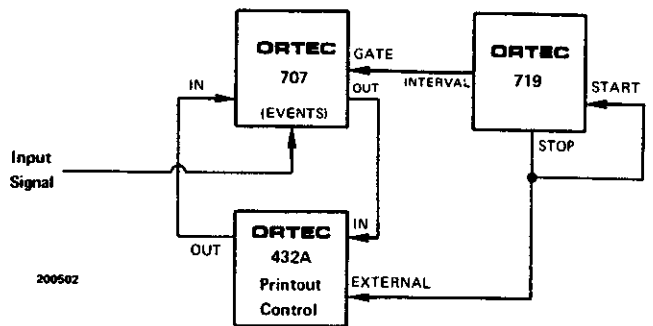 ORTEC
707
(EVENTS)
IN
GATE
OUT
INTERVAL
ORTEC
719
START
STOP
Input
Signal
ORTEC
432A
Printout
Control
OUT
IN
EXTERNAL
200502